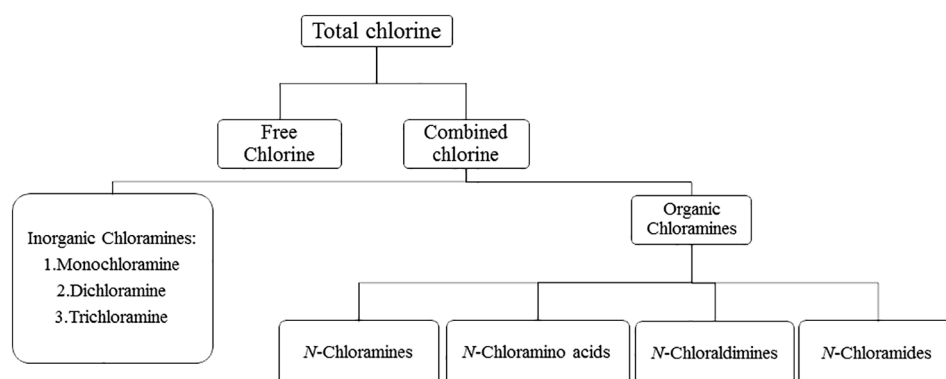 Total chlorine
Free
Chlorine
Combined
chlorine
Inorganic Chloramines:
1.Monochloramine
2.Dichloramine
3.Trichloramine
Organic
Chloramines
N-Chloramines
N-Chloramino acids
N-Chloraldimines
N-Chloramides